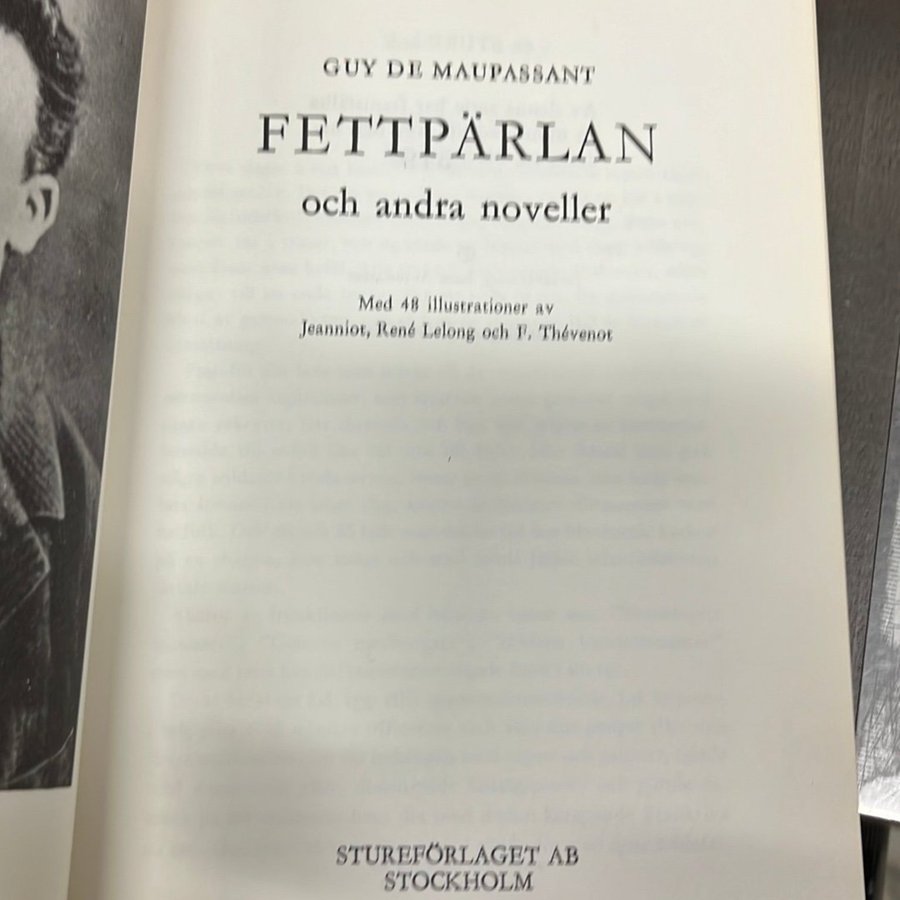 GUY DE MAUPASSANT
FETTPÄRLAN
och andra noveller
Med 48 illustrationer av
Jeanniot, René Lelong och F. Thévenot
STUREFÖRLAGET AB
STOCKHOLM